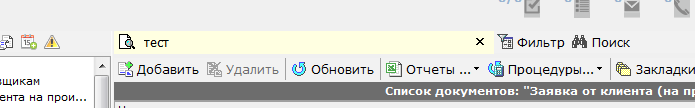 тест × Фильтр Поиск
Добавить Удалить Обновить Отчеты ... Процедуры... Закладки
Список документов: "Заявка от клиента (на пр
вщикам
ента на прои...